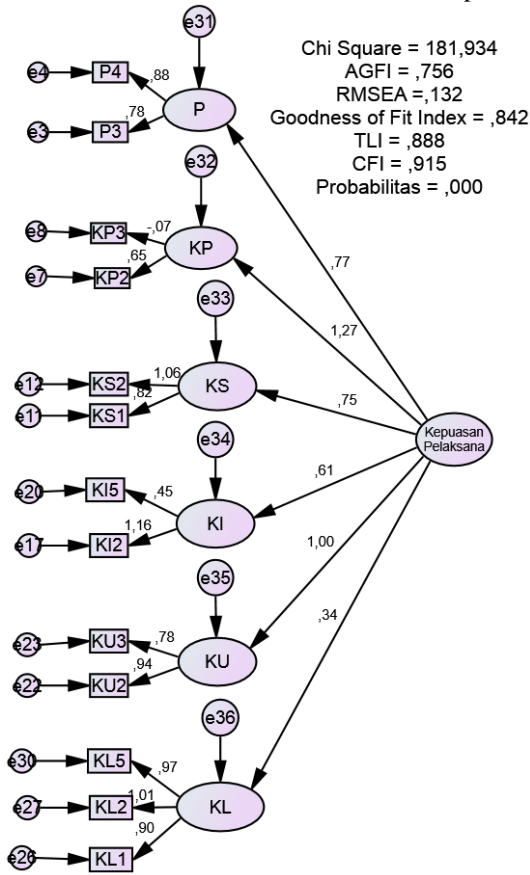 e31
Chi Square = 181,934
AGFI = ,756
RMSEA =,132
Goodness of Fit Index = ,842
TLI = ,888
CFI = ,915
Probabilitas = ,000
e4 P4 ,88
P
e3 P3 ,78
e32
,77
e8 KP3 -,07
KP
e7 KP2 ,65
e33
1,27
e12 KS2 1,06
KS
e11 KS1 ,82
,75
e34
Kepuasan
Pelaksana
e20 KI5 ,45
KI
,61
e17 KI2 1,16
e35
1,00
e23 KU3 ,78
KU
e22 KU2 ,94
,34
e36
e30 KL5 ,97
e27 KL2 1,01
KL
e26 KL1 ,90